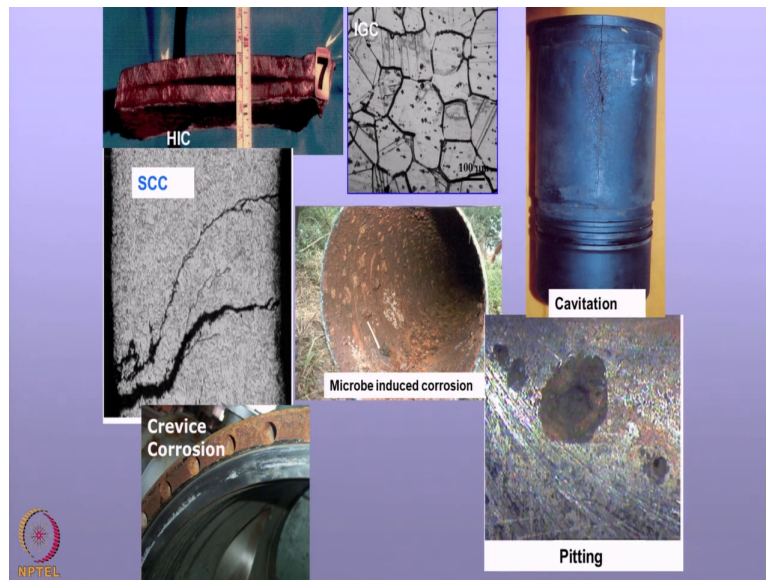 HIC
7
IGC
100 μm
Cavitation
SCC
Microbe induced corrosion
Crevice
Corrosion
Pitting
NPTEL